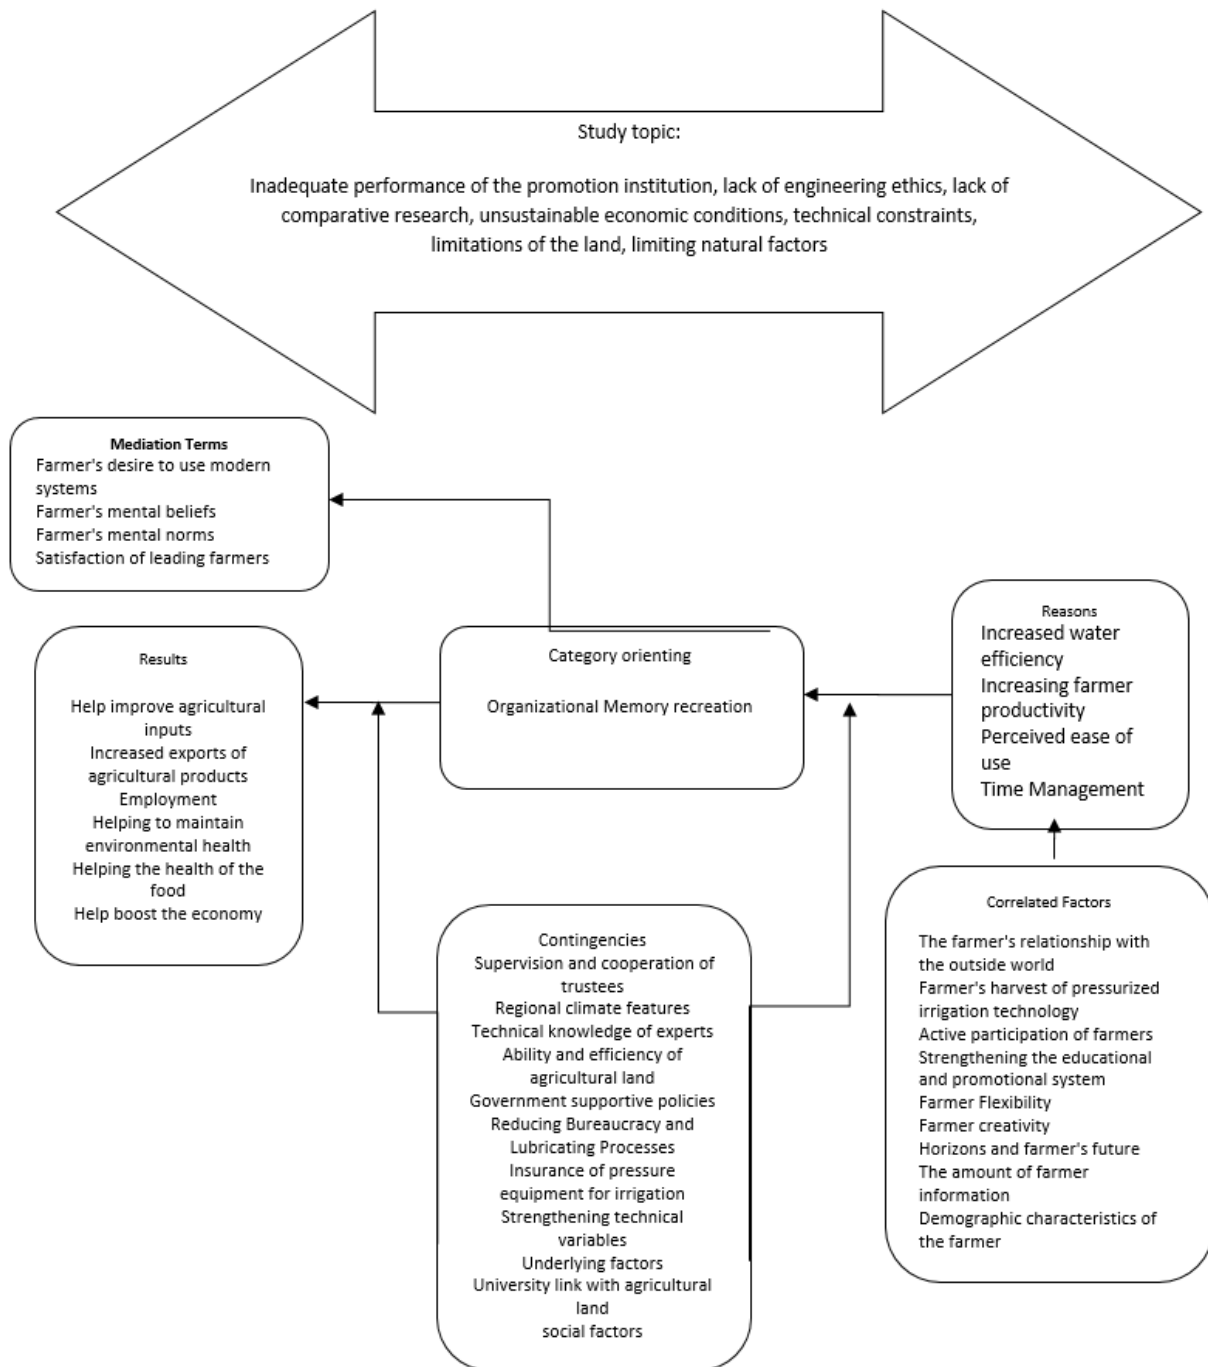 Study topic:
Inadequate performance of the promotion institution, lack of engineering ethics, lack of
comparative research, unsustainable economic conditions, technical constraints,
limitations of the land, limiting natural factors
Mediation Terms
Farmer's desire to use modern
systems
Farmer's mental beliefs
Farmer's mental norms
Satisfaction of leading farmers
Results
Help improve agricultural
inputs
Increased exports of
agricultural products
Employment
Helping to maintain
environmental health
Helping the health of the
food
Help boost the economy
Category orienting
Organizational Memory recreation
Reasons
Increased water
efficiency
Increasing farmer
productivity
Perceived ease of
use
Time Management
Contingencies
Supervision and cooperation of
trustees
Regional climate features
Technical knowledge of experts
Ability and efficiency of
agricultural land
Government supportive policies
Reducing Bureaucracy and
Lubricating Processes
Insurance of pressure
equipment for irrigation
Strengthening technical
variables
Underlying factors
University link with agricultural
land
social factors
Correlated Factors
The farmer's relationship with
the outside world
Farmer's harvest of pressurized
irrigation technology
Active participation of farmers
Strengthening the educational
and promotional system
Farmer Flexibility
Farmer creativity
Horizons and farmer's future
The amount of farmer
information
Demographic characteristics of
the farmer